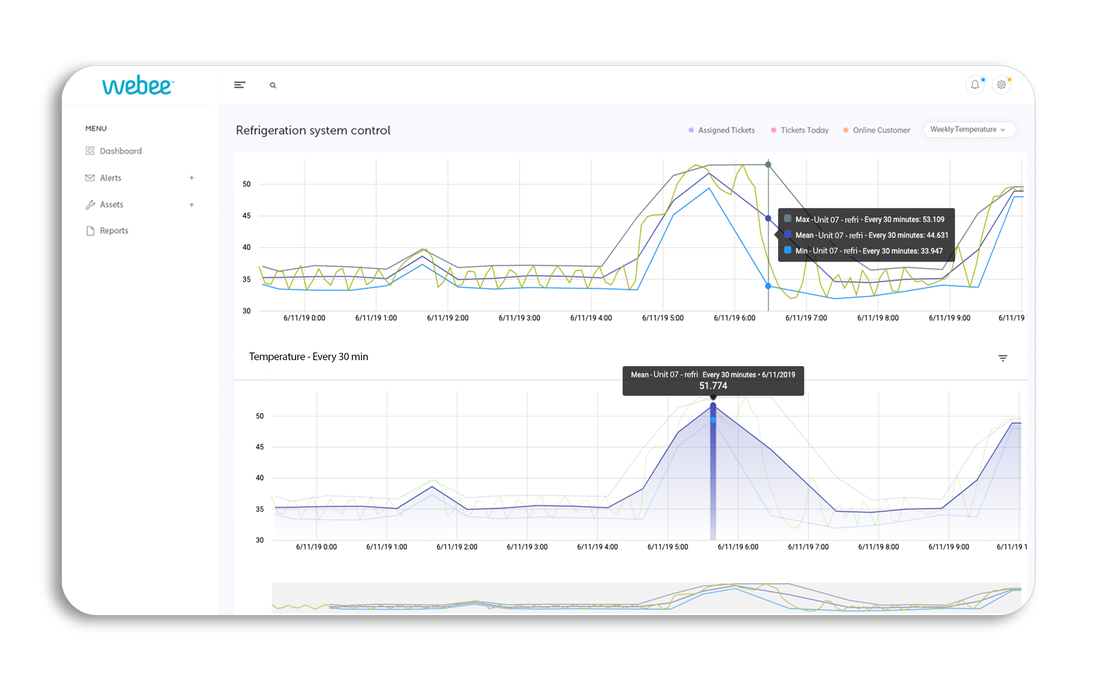 webee™
MENU
Dashboard
Alerts +
Assets +
Reports
Refrigeration system control
Assigned Tickets Tickets Today Online Customer Weekly Temperature
50
45
40
35
30
Max - Unit 07 - refri - Every 30 minutes: 53.109
Mean - Unit 07 - refri - Every 30 minutes: 44.631
Min - Unit 07 - refri - Every 30 minutes: 33.947
6/11/19 0:00 6/11/19 1:00 6/11/19 2:00 6/11/19 3:00 6/11/19 4:00 6/11/19 5:00 6/11/19 6:00 6/11/19 7:00 6/11/19 8:00 6/11/19 9:00 6/11/19
Temperature - Every 30 min
Mean - Unit 07 - refri Every 30 minutes • 6/11/2019
51.774
50
45
40
35
30
6/11/19 0:00 6/11/19 1:00 6/11/19 2:00 6/11/19 3:00 6/11/19 4:00 6/11/19 5:00 6/11/19 6:00 6/11/19 7:00 6/11/19 8:00 6/11/19 9:00 6/11/19 1